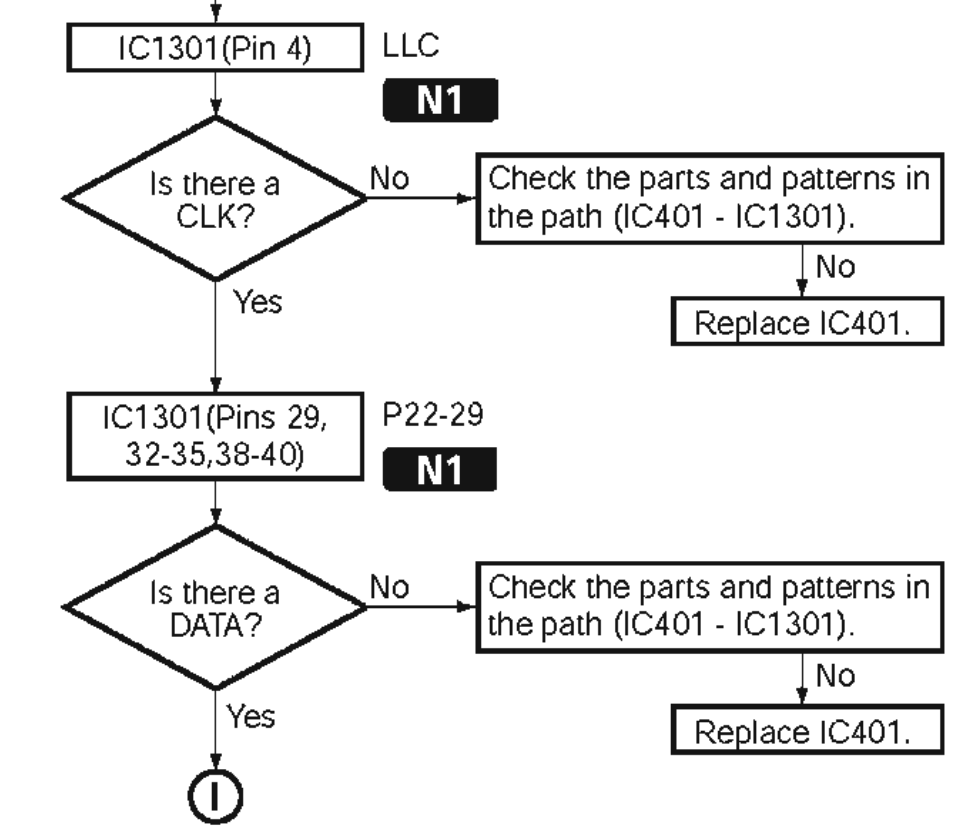 IC1301(Pin 4)
LLC
N1
Is there a
CLK?
No
Check the parts and patterns in
the path (IC401 - IC1301).
No
Replace IC401.
Yes
IC1301(Pins 29,
32-35,38-40)
P22-29
N1
Is there a
DATA?
No
Check the parts and patterns in
the path (IC401 - IC1301).
No
Replace IC401.
Yes
I